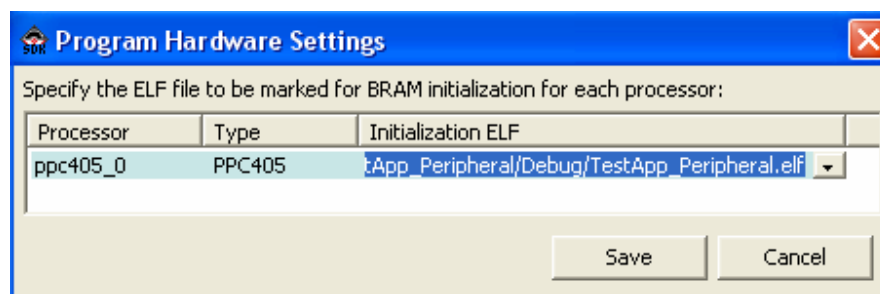 SDK Program Hardware Settings
Specify the ELF file to be marked for BRAM initialization for each processor:
Processor Type Initialization ELF
ppc405_0 PPC405 tApp_Peripheral/Debug/TestApp_Peripheral.elf
Save Cancel